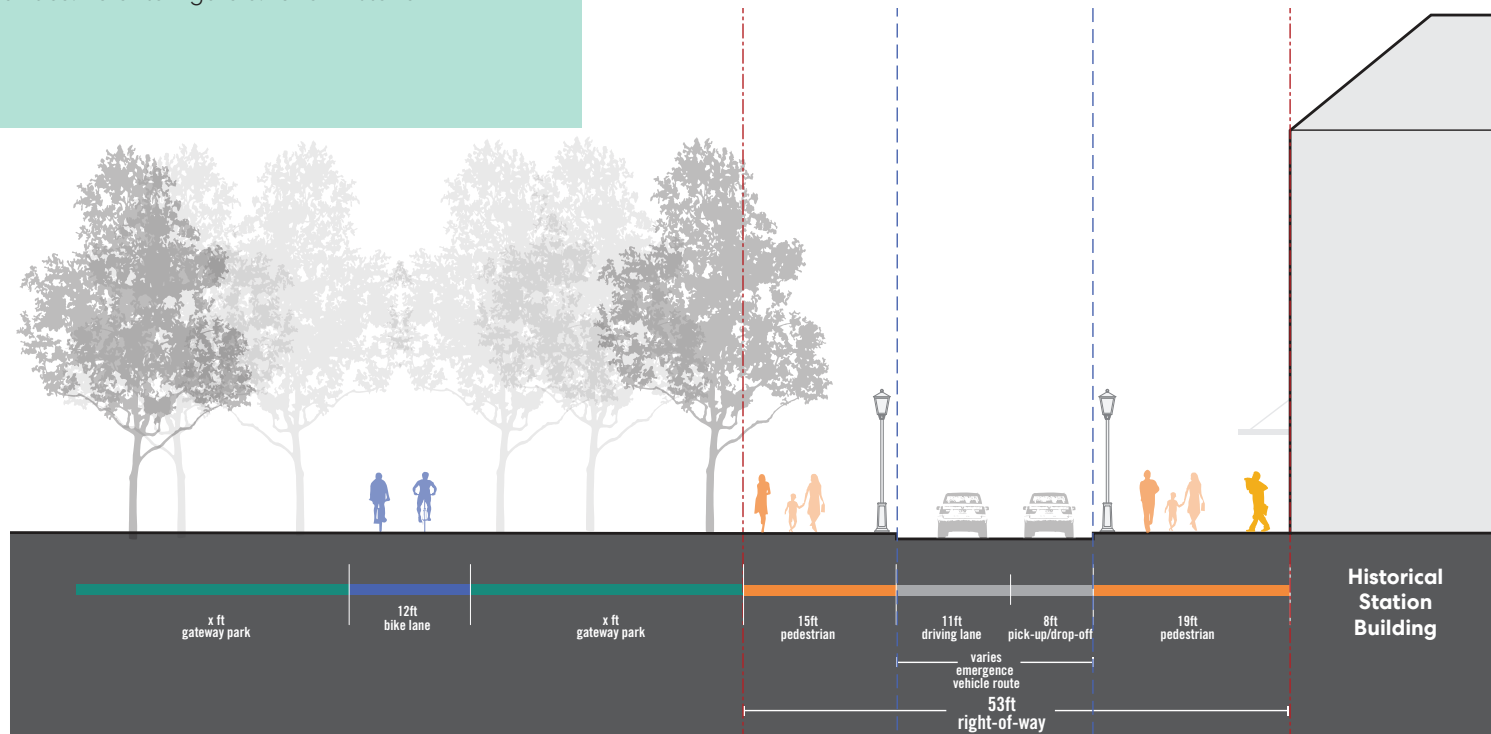 x ft
gateway park
12ft
bike lane
x ft
gateway park
15ft
pedestrian
11ft
driving lane
8ft
pick-up/drop-off
19ft
pedestrian
varies
emergence
vehicle route
53ft
right-of-way
Historical
Station
Building